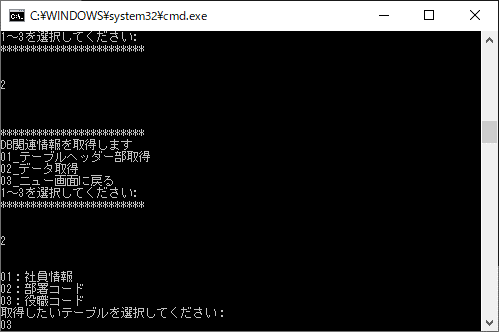 C:¥WINDOWS¥system32¥cmd.exe
1～3を選択してください:
************************
2
************************
DB関連情報を取得します
01_テーブルヘッダー部取得
02_データ取得
03_ニュー画面に戻る
1～3を選択してください:
************************
2
01：社員情報
02：部署コード
03：役職コード
取得したいテーブルを選択してください：
03